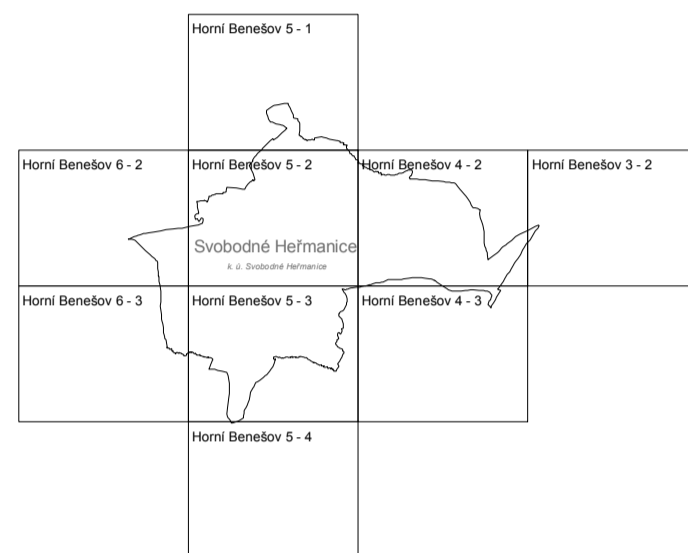 Horní Benešov 5 - 1
Horní Benešov 6 - 2
Horní Benešov 5 - 2
Horní Benešov 4 - 2
Horní Benešov 3 - 2
Svobodné Heřmanice
k. ú. Svobodné Heřmanice
Horní Benešov 6 - 3
Horní Benešov 5 - 3
Horní Benešov 4 - 3
Horní Benešov 5 - 4